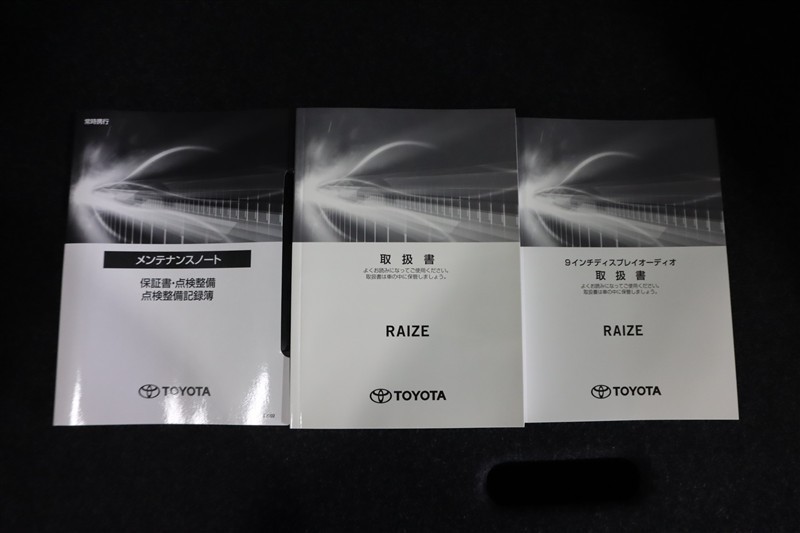 常時携行
メンテナンスノート
保証書・点検整備
点検整備記録簿
TOYOTA
取扱書
よくお読みになってご使用ください。
取扱書は車の中に保管しましょう。
RAIZE
TOYOTA
9インチディスプレイオーディオ
取扱書
よくお読みになってご使用ください。
取扱書は車の中に保管しましょう。
RAIZE
TOYOTA